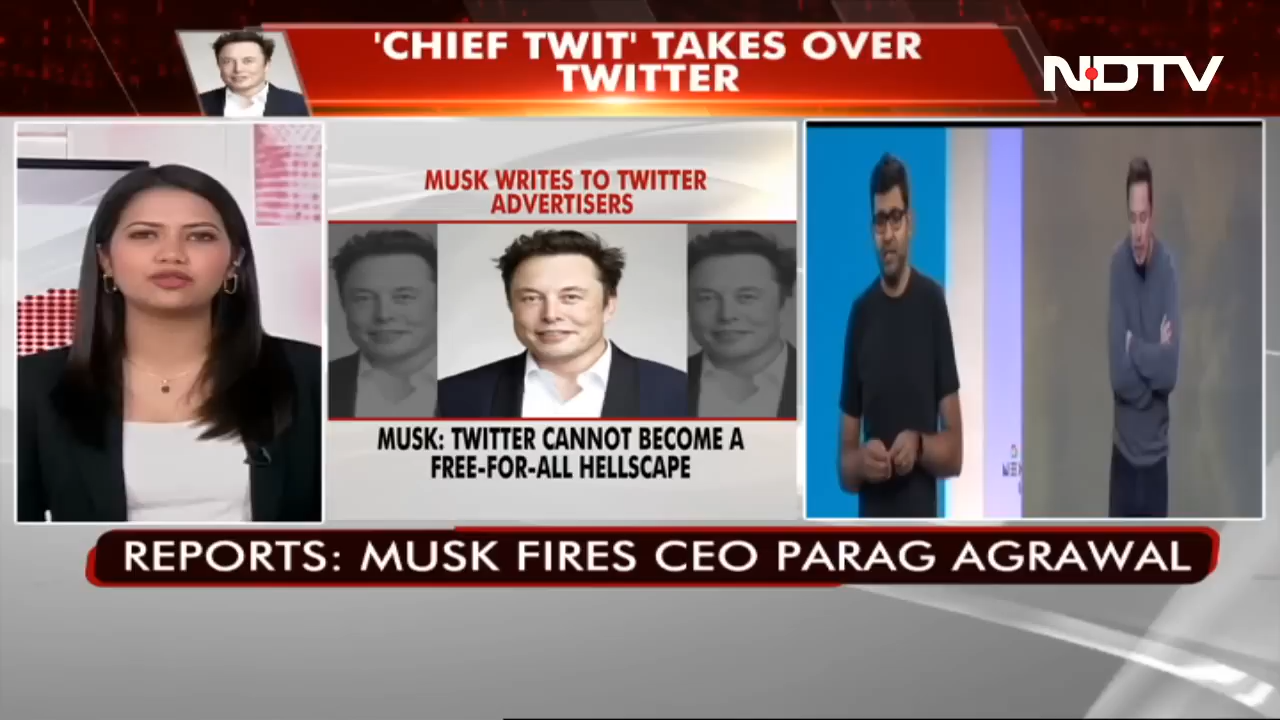 'CHIEF TWIT' TAKES OVER
TWITTER
NDTV
MUSK WRITES TO TWITTER
ADVERTISERS
MUSK: TWITTER CANNOT BECOME A
FREE-FOR-ALL HELLSCAPE
REPORTS: MUSK FIRES CEO PARAG AGRAWAL